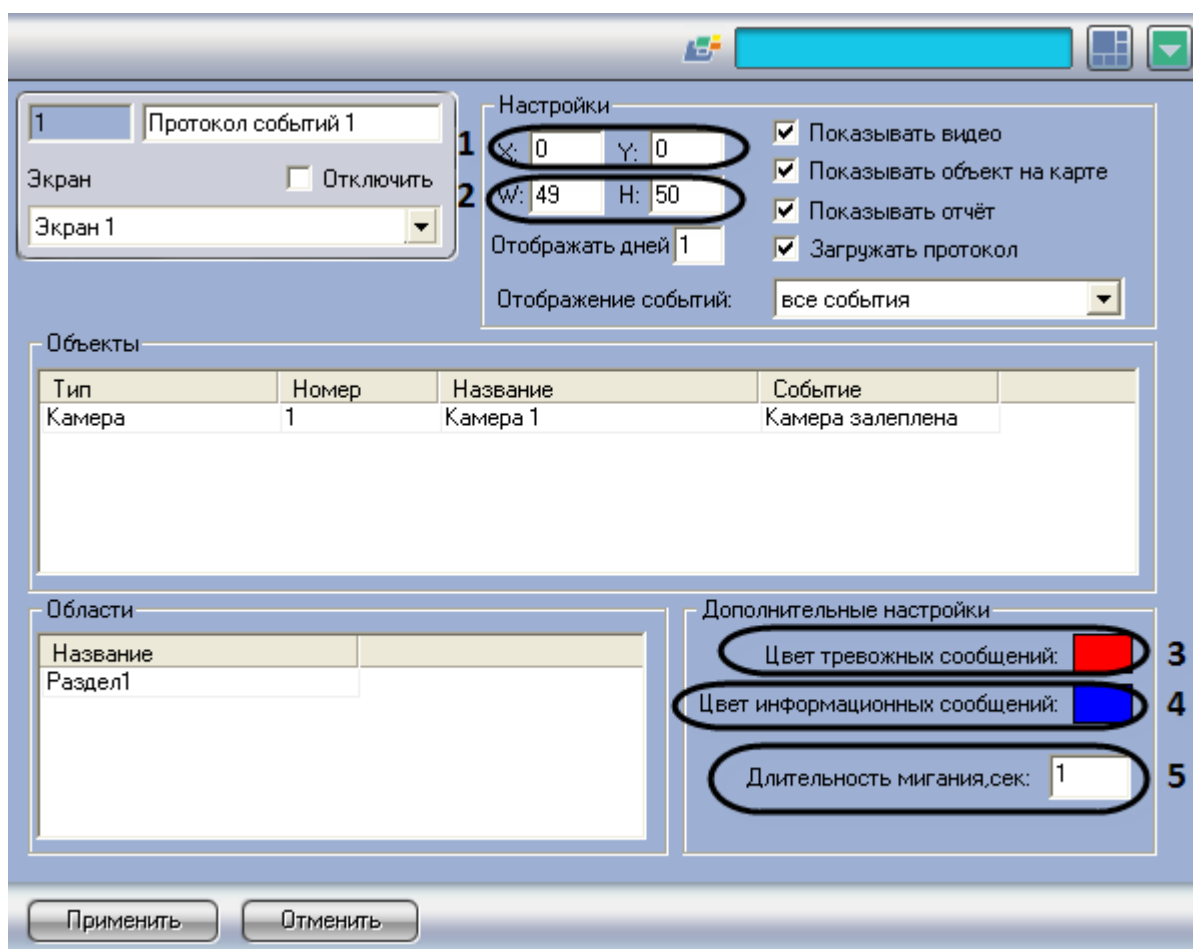 1 Протокол событий 1
Экран Отключить
Экран 1
Настройки
1 X: 0 Y: 0
2 W: 49 H: 50
Отображать дней 1
Показывать видео
Показывать объект на карте
Показывать отчёт
Загружать протокол
Отображение событий: все события
Объекты
Тип Номер Название Событие
Камера 1 Камера 1 Камера залеплена
Области
Название
Раздел1
Дополнительные настройки
Цвет тревожных сообщений: 3
Цвет информационных сообщений: 4
Длительность мигания,сек: 1 5
Применить Отменить